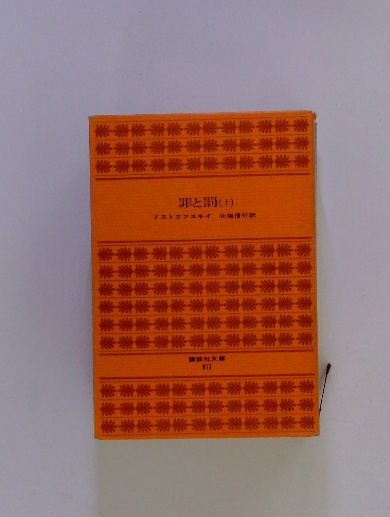 罪と罰(上)
ドストエフスキイ 北垣信行訳
講談社文庫